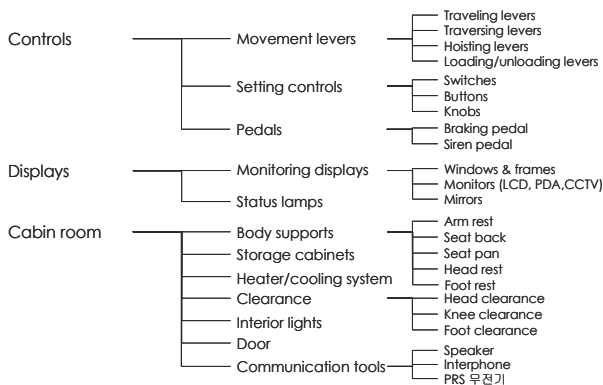 Controls
Movement levers
Traveling levers
Traversing levers
Hoisting levers
Loading/unloading levers
Setting controls
Switches
Buttons
Knobs
Pedals
Braking pedal
Siren pedal
Displays
Monitoring displays
Windows & frames
Monitors (LCD, PDA,CCTV)
Mirrors
Status lamps
Cabin room
Body supports
Arm rest
Seat back
Seat pan
Head rest
Foot rest
Storage cabinets
Heater/cooling system
Clearance
Head clearance
Knee clearance
Foot clearance
Interior lights
Door
Communication tools
Speaker
Interphone
PRS 무전기